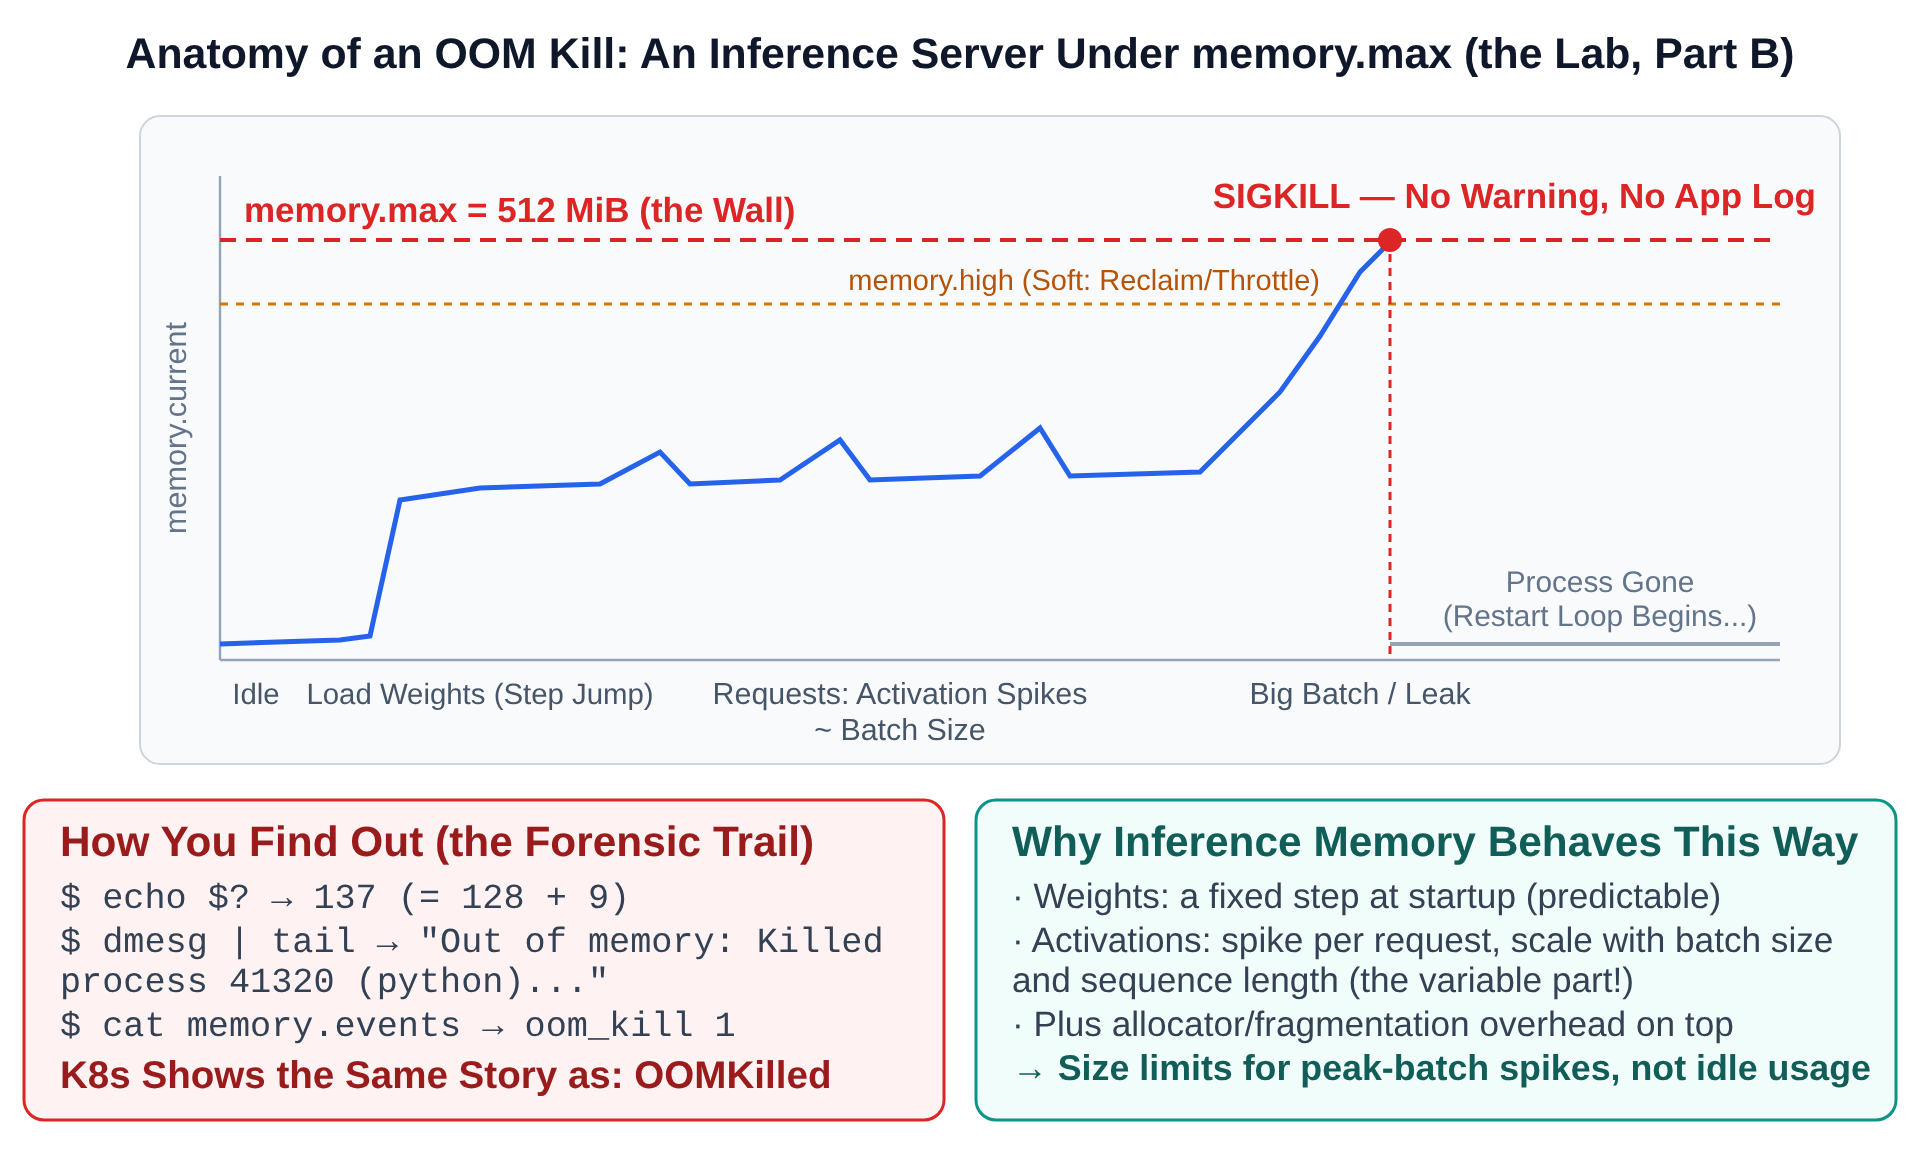 Anatomy of an OOM Kill: An Inference Server Under memory.max (the Lab, Part B)
memory.max = 512 MiB (the Wall)
SIGKILL — No Warning, No App Log
memory.high (Soft: Reclaim/Throttle)
memory.current
Process Gone
(Restart Loop Begins...)
Idle
Load Weights (Step Jump)
Requests: Activation Spikes
~ Batch Size
Big Batch / Leak
How You Find Out (the Forensic Trail)
$ echo $? → 137 (= 128 + 9)
$ dmesg | tail → "Out of memory: Killed
process 41320 (python)..."
$ cat memory.events → oom_kill 1
K8s Shows the Same Story as: OOMKilled
Why Inference Memory Behaves This Way
· Weights: a fixed step at startup (predictable)
· Activations: spike per request, scale with batch size
and sequence length (the variable part!)
· Plus allocator/fragmentation overhead on top
→ Size limits for peak-batch spikes, not idle usage